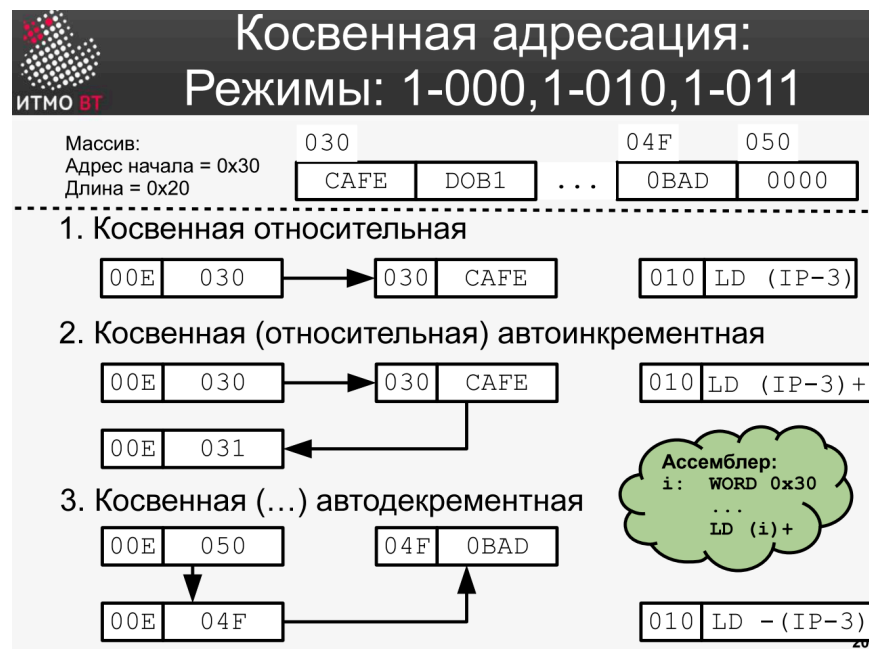 ИТМО ВТ
Косвенная адресация:
Режимы: 1-000,1-010,1-011
Массив:
Адрес начала = 0x30
Длина = 0x20
030 04F 050
CAFE DOB1 ... 0BAD 0000
1. Косвенная относительная
00E 030 030 CAFE 010 LD (IP-3)
2. Косвенная (относительная) автоинкрементная
00E 030 030 CAFE 010 LD (IP-3)+
00E 031
Ассемблер:
i: WORD 0x30
...
LD (i)+
3. Косвенная (…) автодекрементная
00E 050 04F 0BAD
00E 04F 010 LD -(IP-3)
20